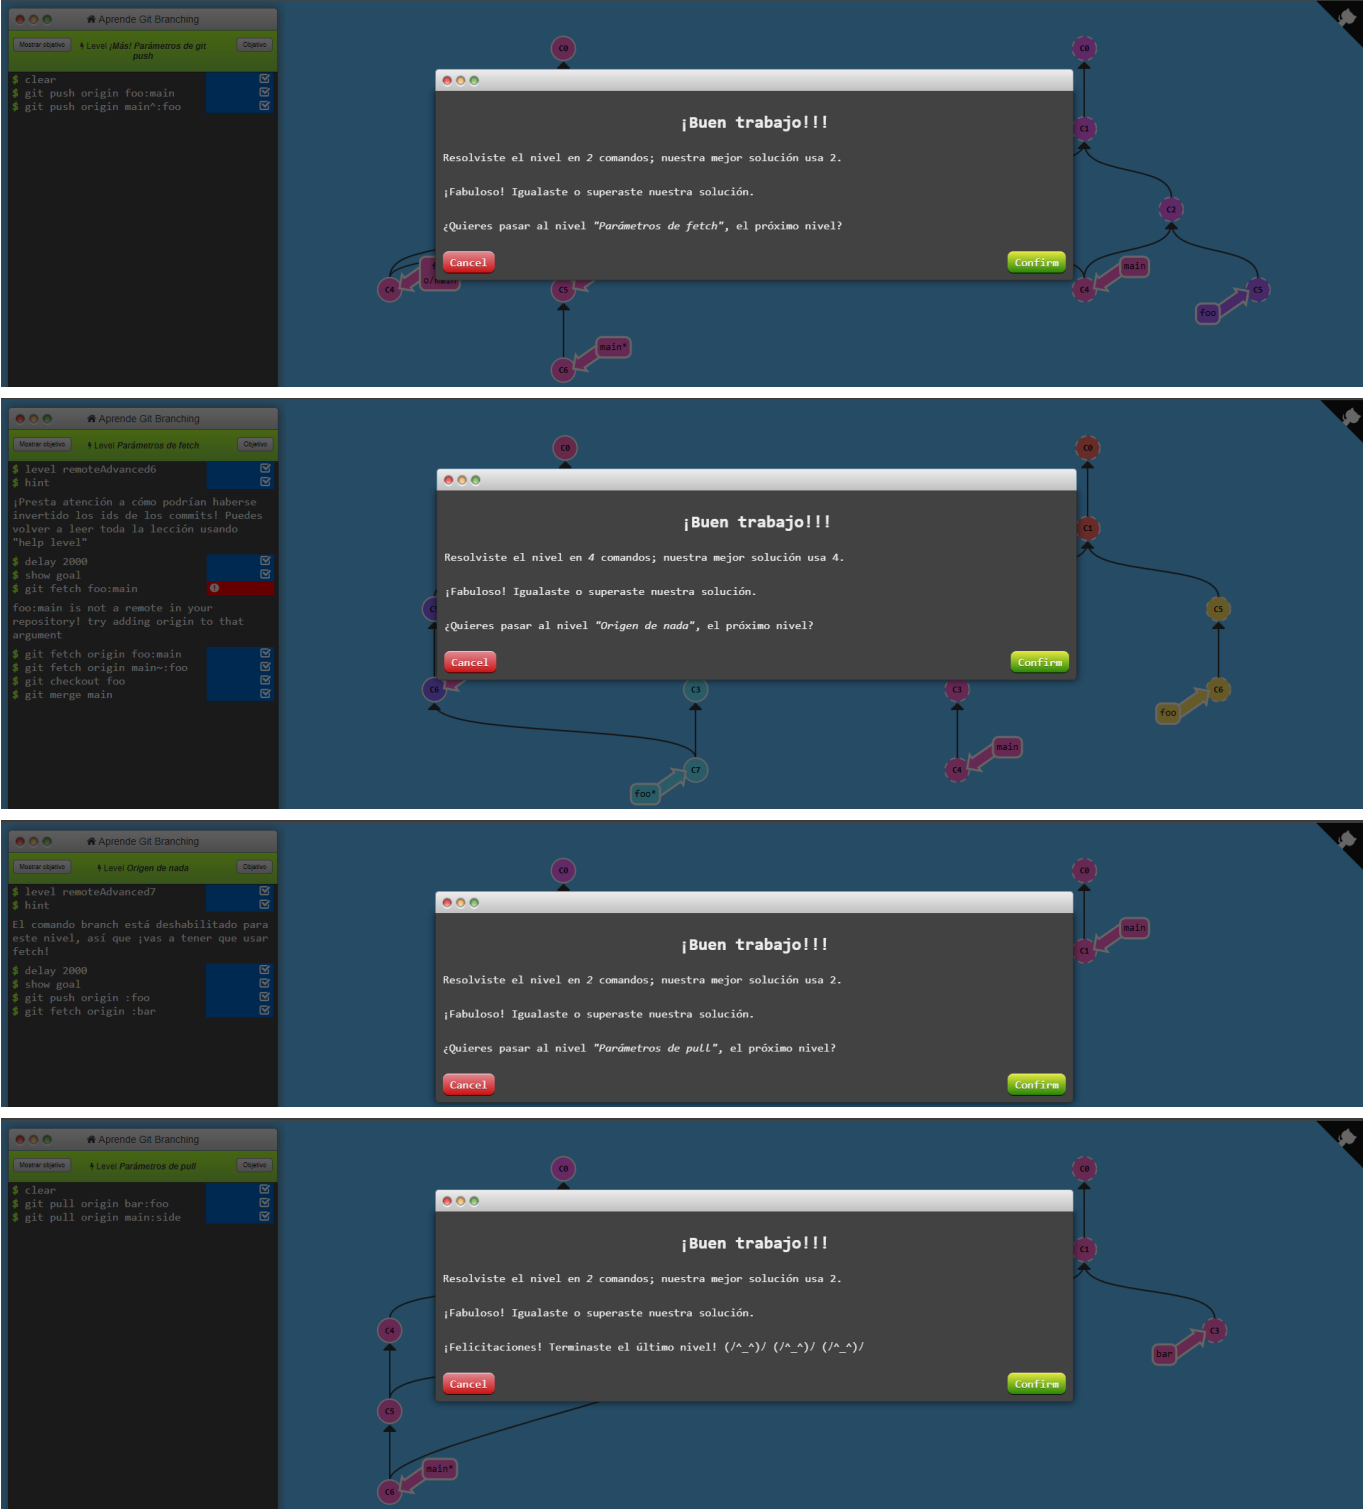 Aprende Git Branching
Mostrar objetivo
Level ¡Más! Parámetros de git push
Objetivo
$ clear
$ git push origin foo:main
$ git push origin main^:foo
C0
C0
C1
C2
C4
o/main
C5
C6
main*
C4
main
C5
foo
¡Buen trabajo!!!
Resolviste el nivel en 2 comandos; nuestra mejor solución usa 2.
¡Fabuloso! Igualaste o superaste nuestra solución.
¿Quieres pasar al nivel "Parámetros de fetch", el próximo nivel?
Cancel
Confirm
Aprende Git Branching
Mostrar objetivo
Level Parámetros de fetch
Objetivo
$ level remoteAdvanced6
$ hint
¡Presta atención a cómo podrían haberse
invertido los ids de los commits! Puedes
volver a leer toda la lección usando
"help level"
$ delay 2000
$ show goal
$ git fetch foo:main
foo:main is not a remote in your
repository! try adding origin to that
argument
$ git fetch origin foo:main
$ git fetch origin main~:foo
$ git checkout foo
$ git merge main
C0
C0
C1
C5
C6
foo
C6
C3
C7
foo*
C3
C4
main
¡Buen trabajo!!!
Resolviste el nivel en 4 comandos; nuestra mejor solución usa 4.
¡Fabuloso! Igualaste o superaste nuestra solución.
¿Quieres pasar al nivel "Origen de nada", el próximo nivel?
Cancel
Confirm
Aprende Git Branching
Mostrar objetivo
Level Origen de nada
Objetivo
$ level remoteAdvanced7
$ hint
El comando branch está deshabilitado para
este nivel, así que ¡vas a tener que usar
fetch!
$ delay 2000
$ show goal
$ git push origin :foo
$ git fetch origin :bar
C0
C0
C1
main
¡Buen trabajo!!!
Resolviste el nivel en 2 comandos; nuestra mejor solución usa 2.
¡Fabuloso! Igualaste o superaste nuestra solución.
¿Quieres pasar al nivel "Parámetros de pull", el próximo nivel?
Cancel
Confirm
Aprende Git Branching
Mostrar objetivo
Level Parámetros de pull
Objetivo
$ clear
$ git pull origin bar:foo
$ git pull origin main:side
C0
C0
C1
C3
bar
C4
C5
C6
main*
¡Buen trabajo!!!
Resolviste el nivel en 2 comandos; nuestra mejor solución usa 2.
¡Fabuloso! Igualaste o superaste nuestra solución.
¡Felicitaciones! Terminaste el último nivel! (/^_^)/ (/^_^)/ (/^_^)/
Cancel
Confirm